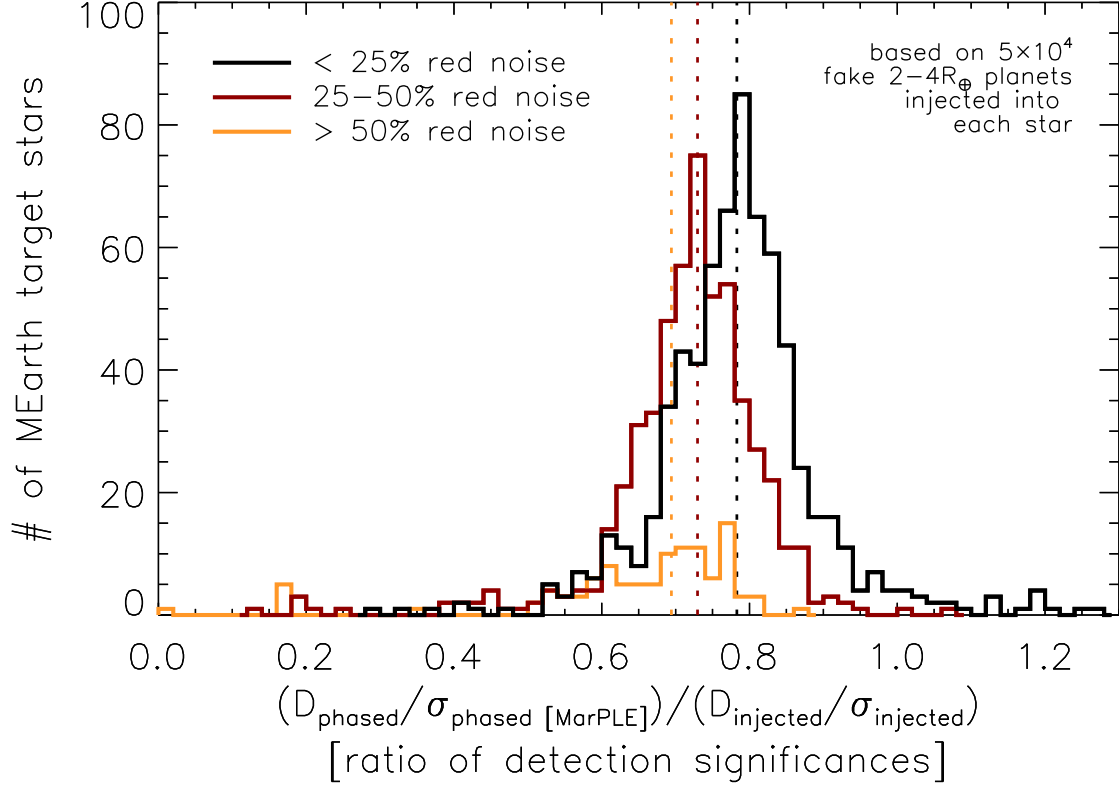 100
80
60
40
20
0
# of MEarth target stars
< 25% red noise
25−50% red noise
> 50% red noise
based on 5×10⁴
fake 2−4R⊕ planets
injected into
each star
0.0 0.2 0.4 0.6 0.8 1.0 1.2
(D_phased/σ_phased [MarPLE])/(D_injected/σ_injected)
[ratio of detection significances]